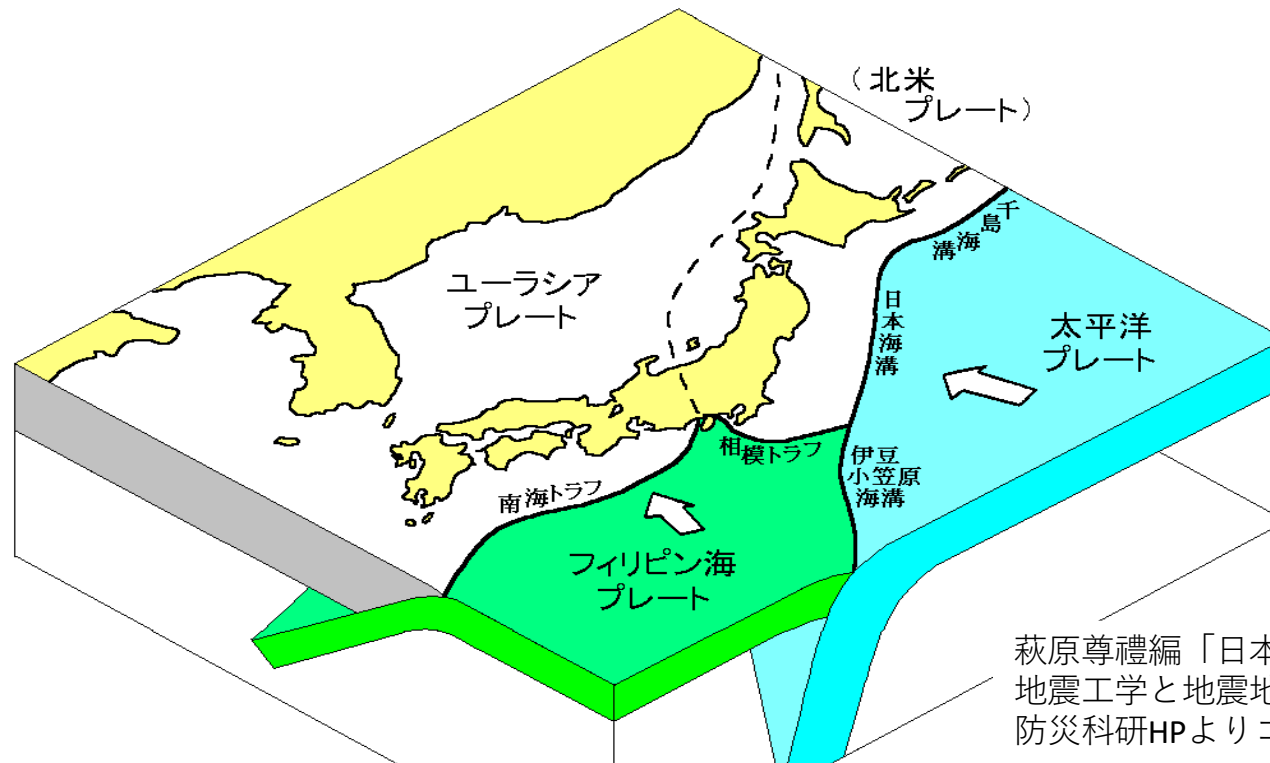 (北米
プレート)
千島海溝
ユーラシア
プレート
日本海溝
太平洋
プレート
相模トラフ
伊豆
小笠原
海溝
南海トラフ
フィリピン海
プレート
萩原尊禮編「日本
地震工学と地震地
防災科研HPよりコ